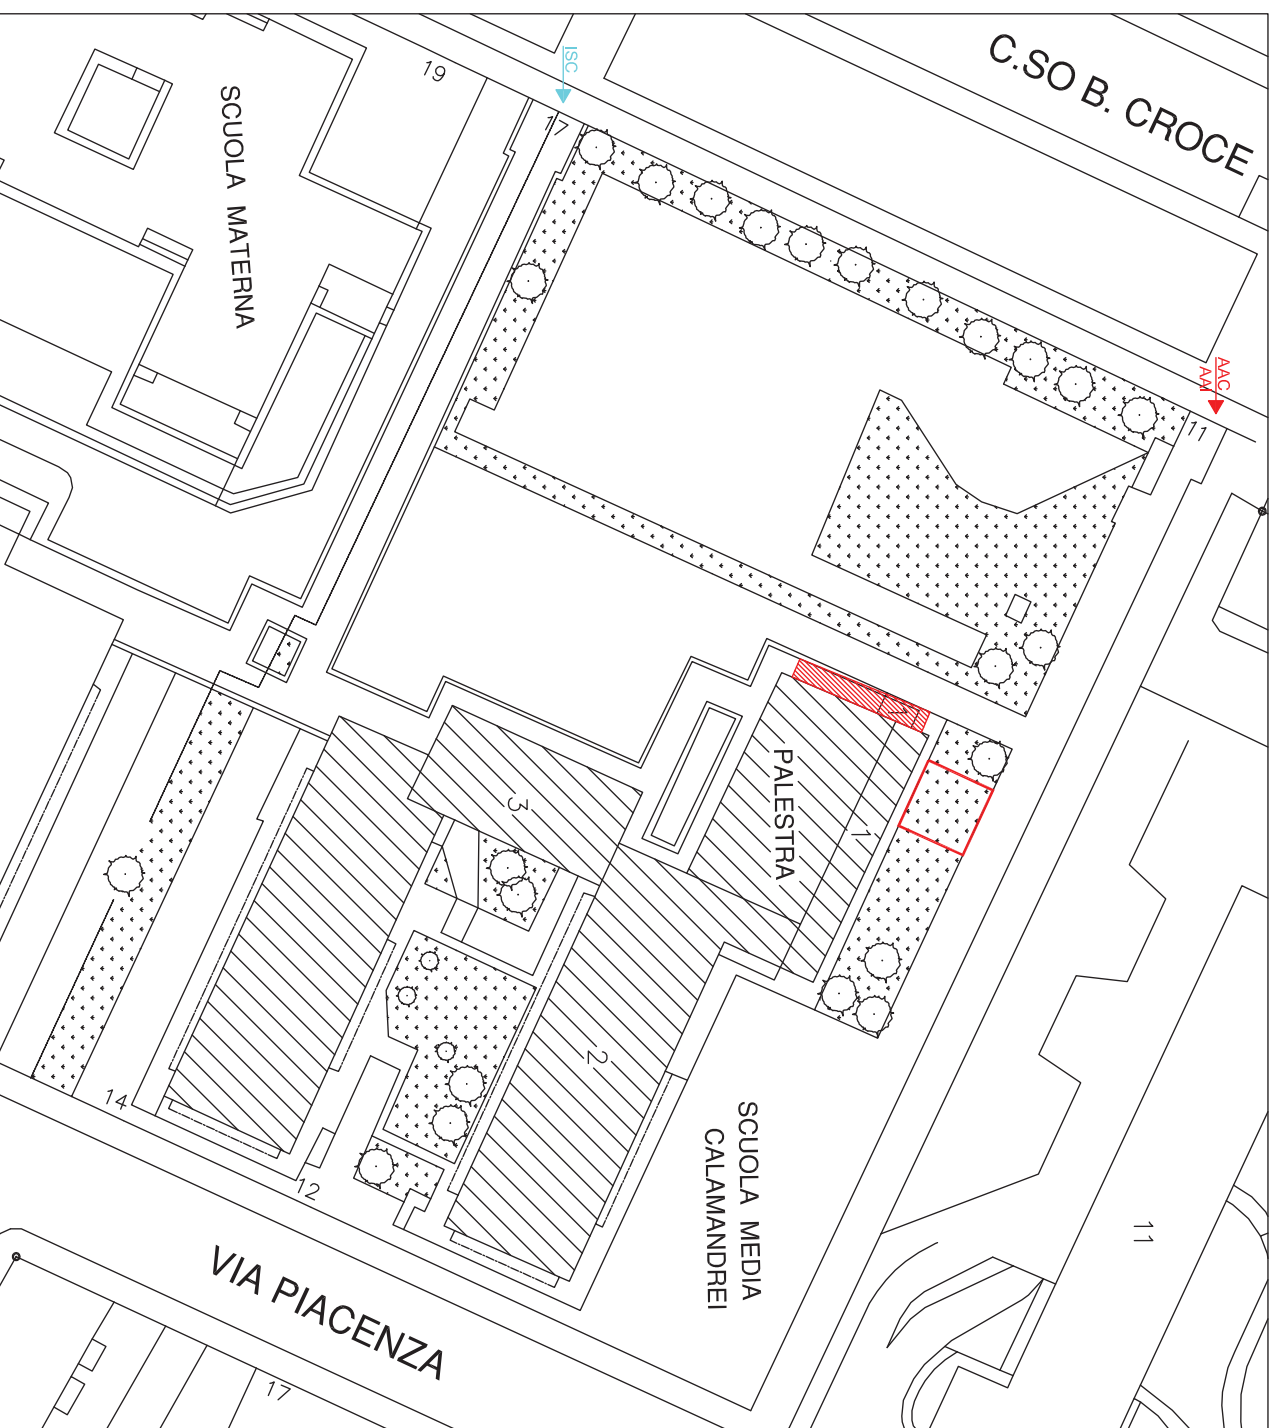 C.SO B. CROCE
ISC
19
17
SCUOLA MATERNA
AAC
AAI
11
1
PALESTRA
1
3
2
SCUOLA MEDIA
CALAMANDREI
14
12
11
VIA PIACENZA
17